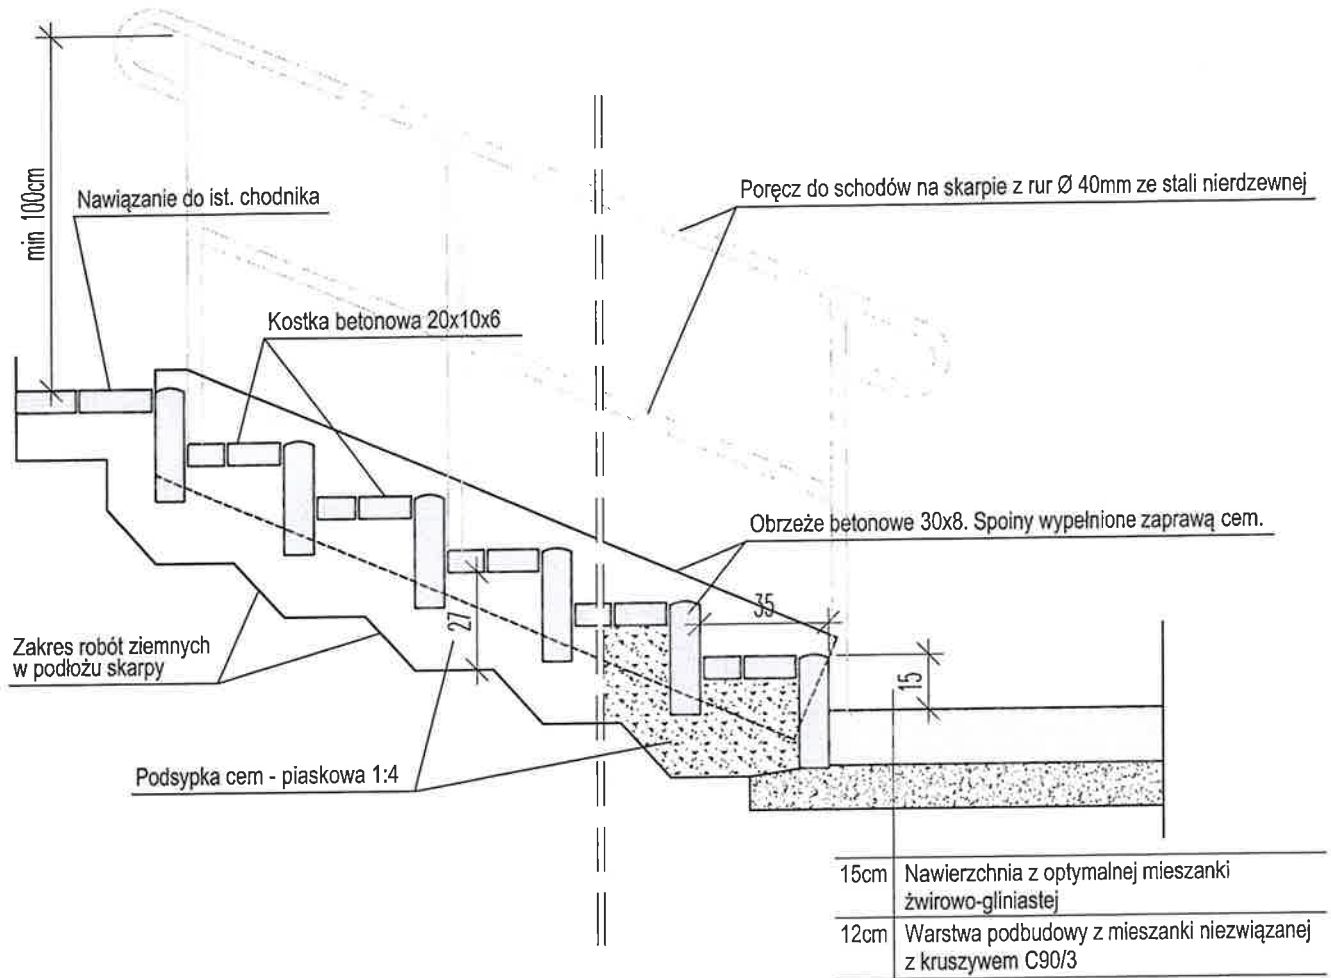 min 100cm
Nawiązanie do ist. chodnika
Poręcz do schodów na skarpie z rur Ø 40mm ze stali nierdzewnej
Kostka betonowa 20x10x6
Obrzeże betonowe 30x8. Spoiny wypełnione zaprawą cem.
35
27
15
Zakres robót ziemnych
w podłożu skarpy
Podsypka cem - piaskowa 1:4
15cm Nawierzchnia z optymalnej mieszanki
żwirowo-gliniastej
12cm Warstwa podbudowy z mieszanki niezwiązanej
z kruszywem C90/3